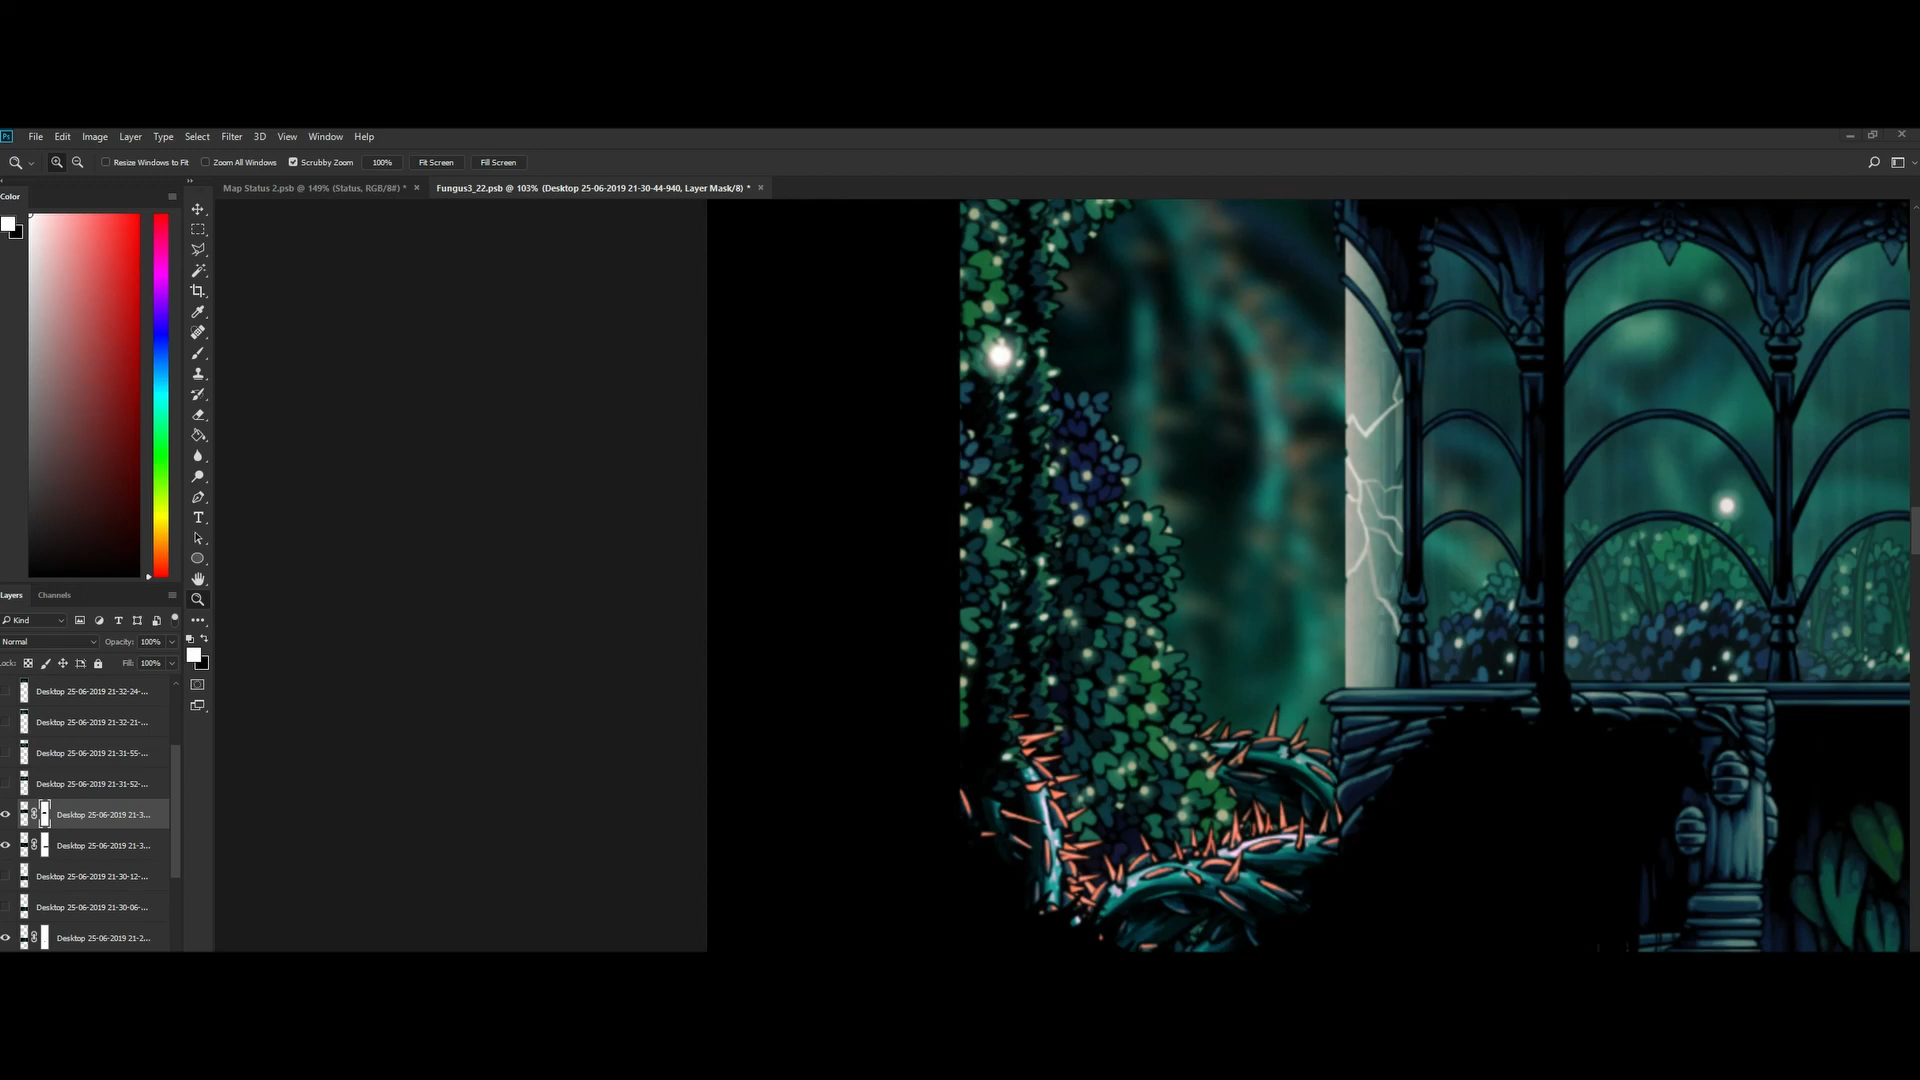 Ps File Edit Image Layer Type Select Filter 3D View Window Help
Resize Windows to Fit Zoom All Windows Scrubby Zoom 100% Fit Screen Fill Screen
Map Status 2.psb @ 149% (Status, RGB/8#) * Fungus3_22.psb @ 103% (Desktop 25-06-2019 21-30-44-940, Layer Mask/8) *
Color
Layers Channels
Kind
Normal Opacity: 100%
Lock: Fill: 100%
Desktop 25-06-2019 21-32-24-...
Desktop 25-06-2019 21-32-21-...
Desktop 25-06-2019 21-31-55-...
Desktop 25-06-2019 21-31-52-...
Desktop 25-06-2019 21-3...
Desktop 25-06-2019 21-3...
Desktop 25-06-2019 21-30-12-...
Desktop 25-06-2019 21-30-06-...
Desktop 25-06-2019 21-2...